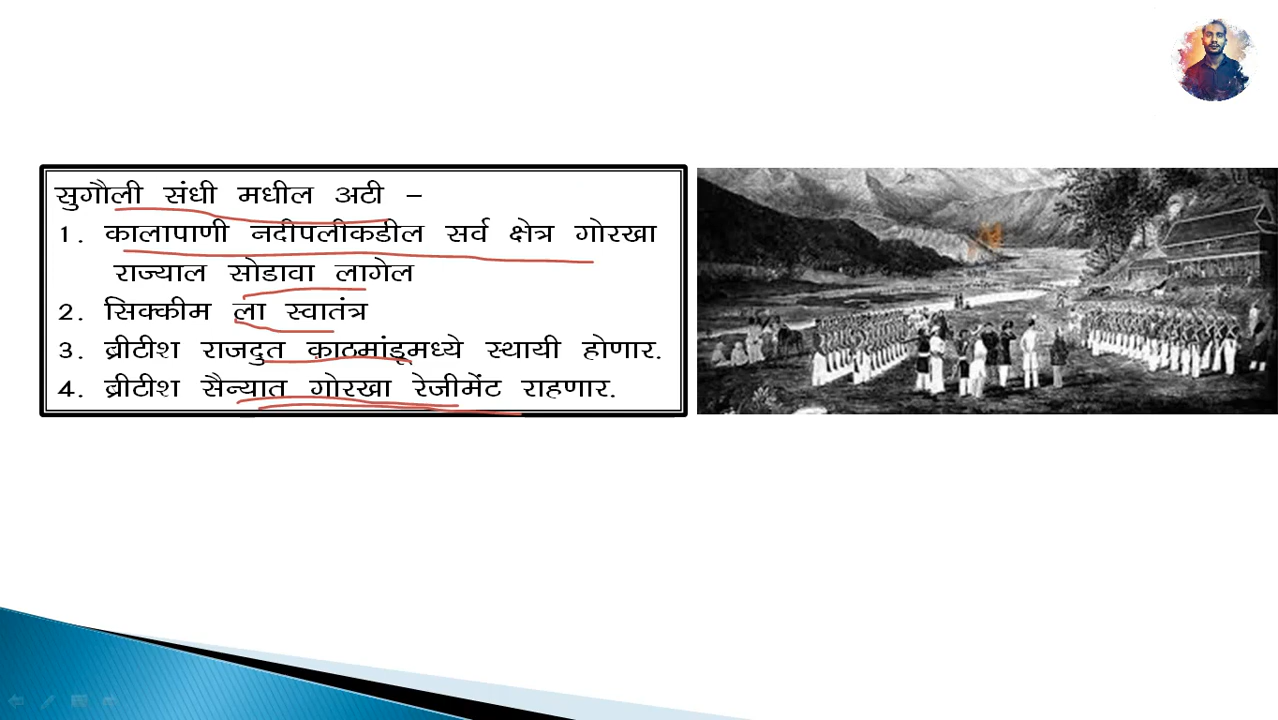 सुगौली संधी मधील अटी –
1. कालापाणी नदीपलीकडील सर्व क्षेत्र गोरखा
राज्याल सोडावा लागेल
2. सिक्कीम ला स्वातंत्र
3. ब्रीटीश राजदुत काठमांडूमध्ये स्थायी होणार.
4. ब्रीटीश सैन्यात गोरखा रेजीमेंट राहणार.